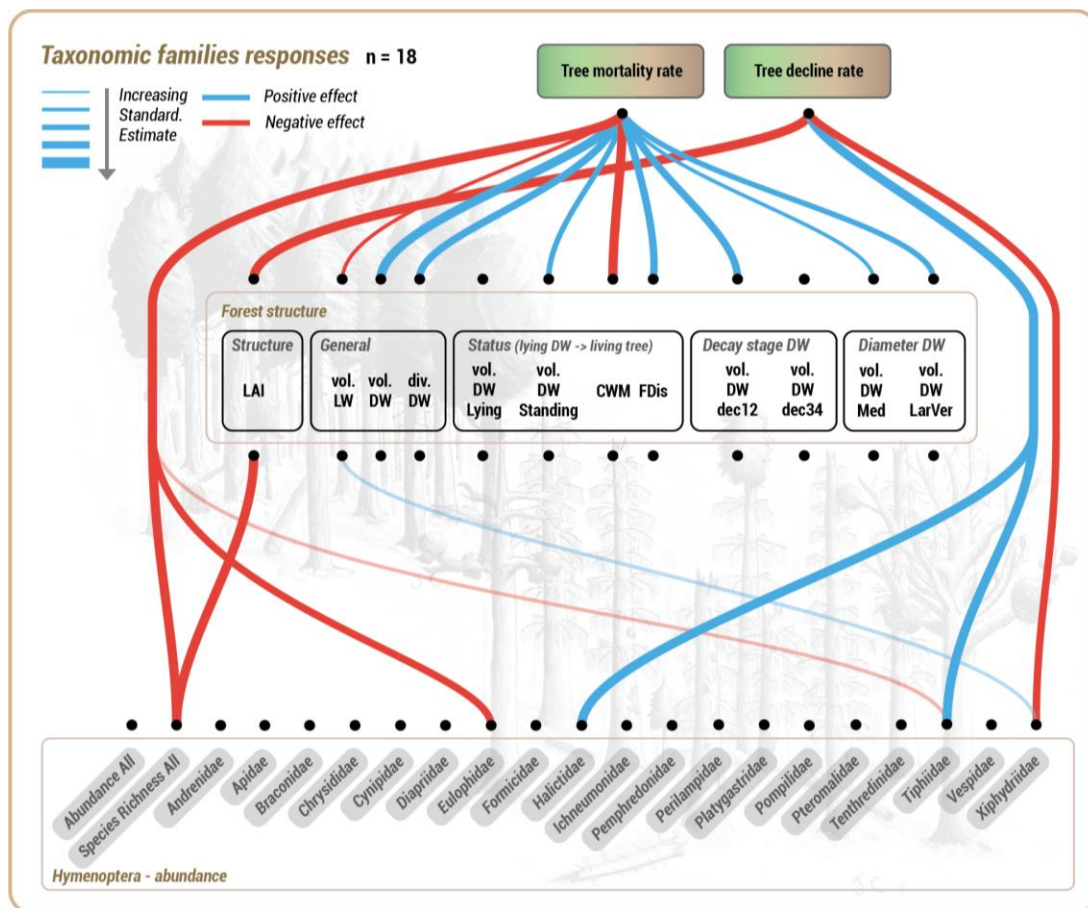 Taxonomic families responses n = 18
Increasing
Standard.
Estimate
Positive effect
Negative effect
Tree mortality rate
Tree decline rate
Forest structure
Structure
LAI
General
vol.
LW
vol.
DW
div.
DW
Status (lying DW -> living tree)
vol.
DW
Lying
vol.
DW
Standing
CWM
FDis
Decay stage DW
vol.
DW
dec12
vol.
DW
dec34
Diameter DW
vol.
DW
Med
vol.
DW
LarVer
Abundance All
Species Richness All
Andrenidae
Apidae
Braconidae
Chrysididae
Cynipidae
Diapriidae
Eulophidae
Formicidae
Halictidae
Ichneumonidae
Pemphredonidae
Perilampidae
Platygastridae
Pompilidae
Pteromalidae
Tenthredinidae
Tiphiidae
Vespidae
Xiphydriidae
Hymenoptera - abundance